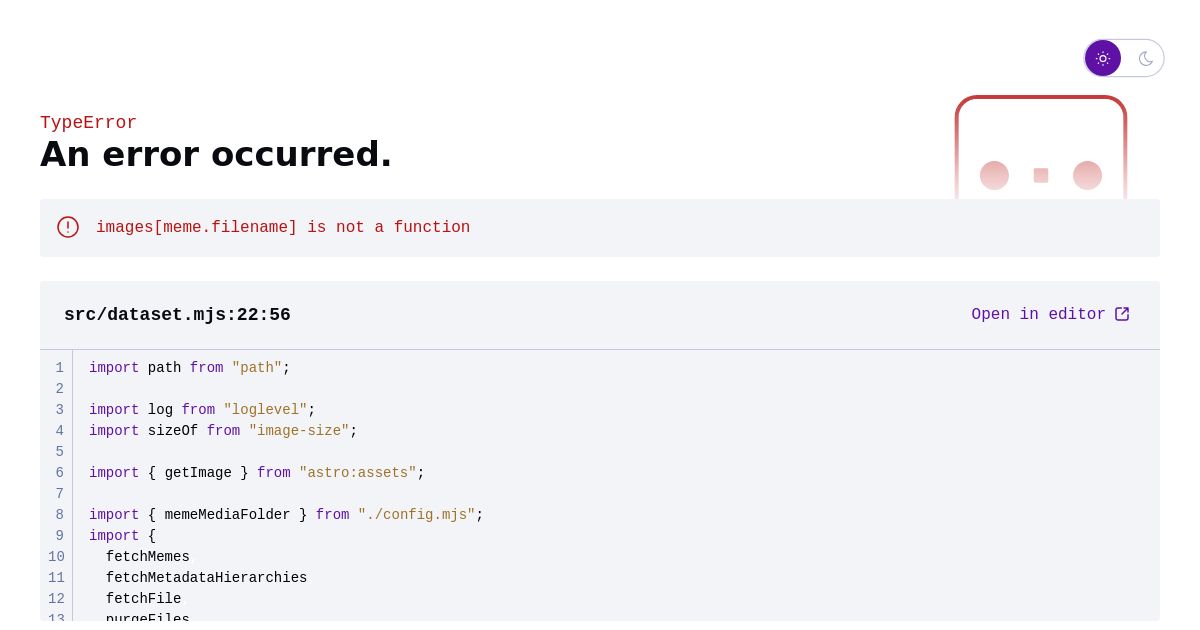 TypeError
An error occurred.
images[meme.filename] is not a function
src/dataset.mjs:22:56
Open in editor
1 import path from "path";
2
3 import log from "loglevel";
4 import sizeOf from "image-size";
5
6 import { getImage } from "astro:assets";
7
8 import { memeMediaFolder } from "./config.mjs";
9 import {
10 fetchMemes
11 fetchMetadataHierarchies
12 fetchFile
13 purgeFiles